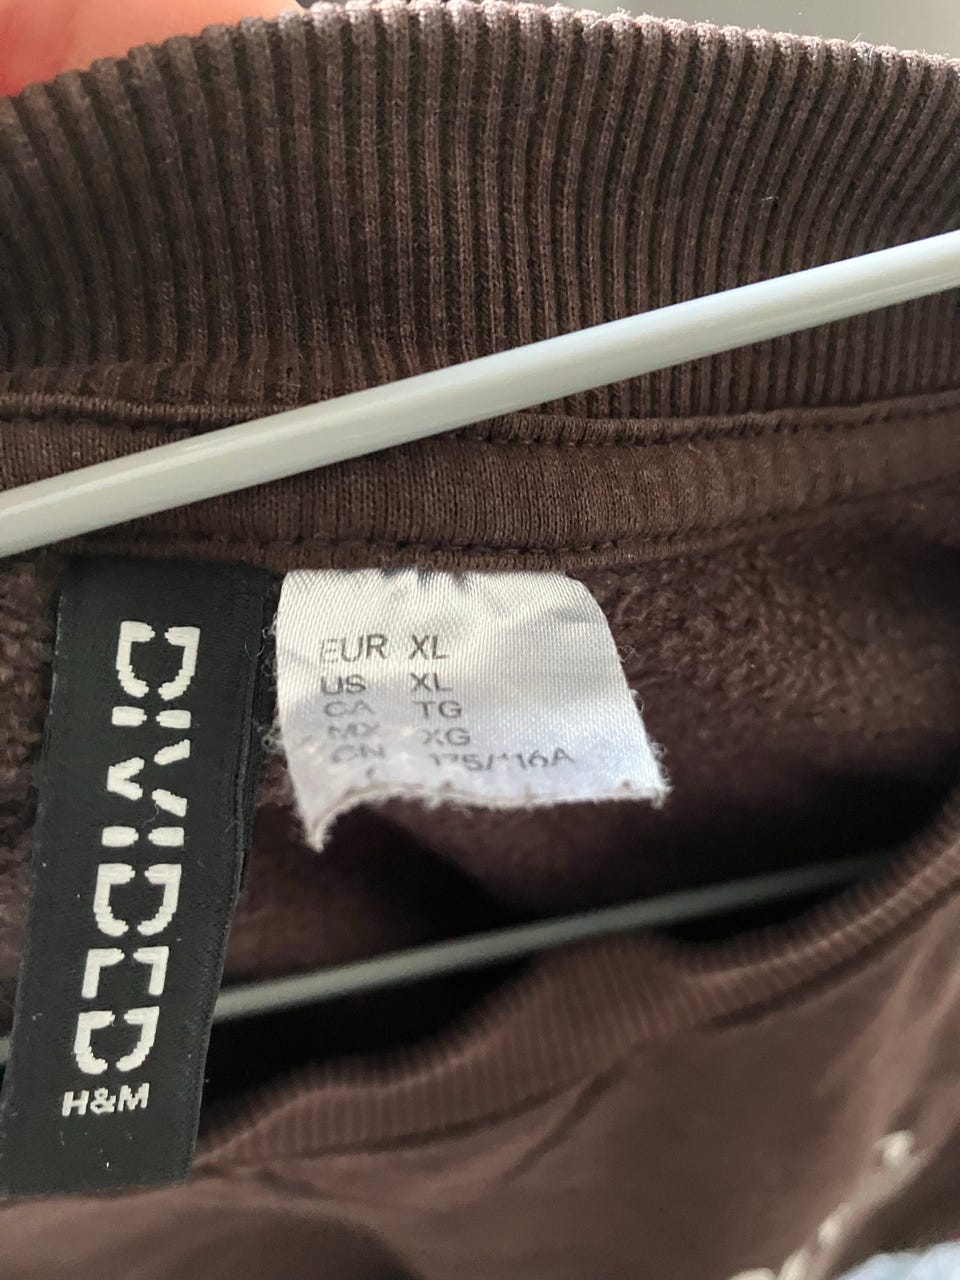 DIVIDED
H&M
EUR XL
US XL
CA TG
MX XG
CN 175/116A